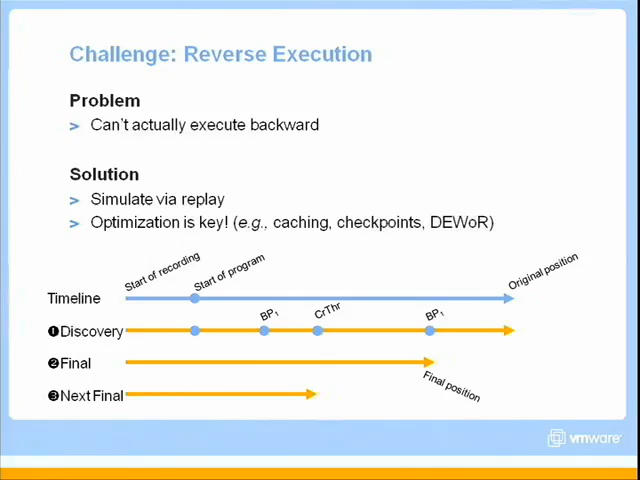 Challenge: Reverse Execution
Problem
> Can't actually execute backward
Solution
> Simulate via replay
> Optimization is key! (e.g., caching, checkpoints, DEWoR)
Start of recording
Start of program
Original position
Timeline
BP1
CrThr
BP1
❶Discovery
❷Final
Final position
❸Next Final
vmware